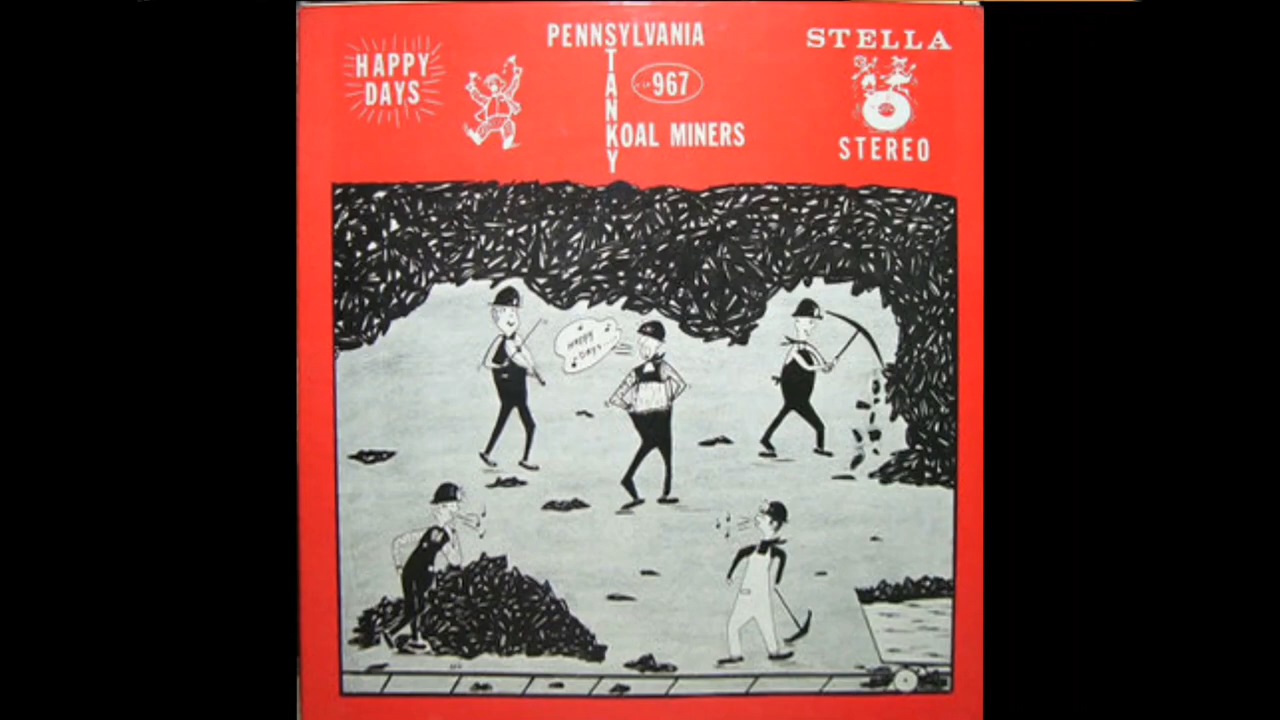 HAPPY
DAYS
PENNSYLVANIA
STANKY
967
KOAL MINERS
STELLA
STEREO
HAPPY
DAYS